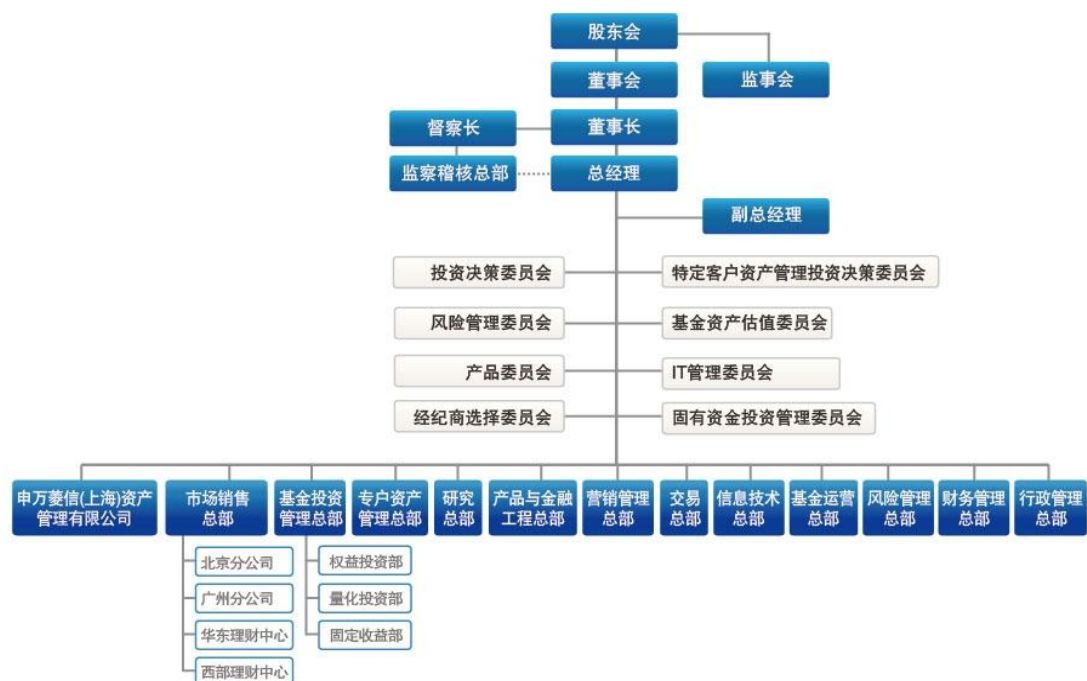 股东会
董事会
监事会
督察长
董事长
监察稽核总部
总经理
副总经理
投资决策委员会
特定客户资产管理投资决策委员会
风险管理委员会
基金资产估值委员会
产品委员会
IT管理委员会
经纪商选择委员会
固有资金投资管理委员会
申万菱信(上海)资产
管理有限公司
市场销售
总部
基金投资
管理总部
专户资产
管理总部
研究
总部
产品与金融
工程总部
营销管理
总部
交易
总部
信息技术
总部
基金运营
总部
风险管理
总部
财务管理
总部
行政管理
总部
北京分公司
广州分公司
华东理财中心
西部理财中心
权益投资部
量化投资部
固定收益部